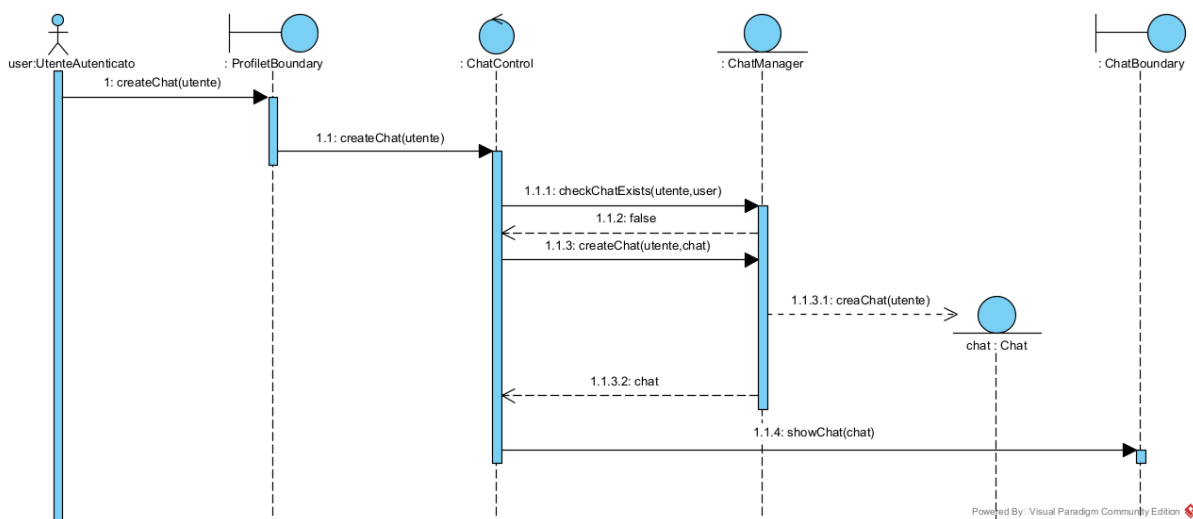 user:UtenteAutenticato
: ProfiletBoundary
: ChatControl
: ChatManager
: ChatBoundary
1: createChat(utente)
1.1: createChat(utente)
1.1.1: checkChatExists(utente,user)
1.1.2: false
1.1.3: createChat(utente,chat)
1.1.3.1: creaChat(utente)
chat : Chat
1.1.3.2: chat
1.1.4: showChat(chat)
Powered By Visual Paradigm Community Edition